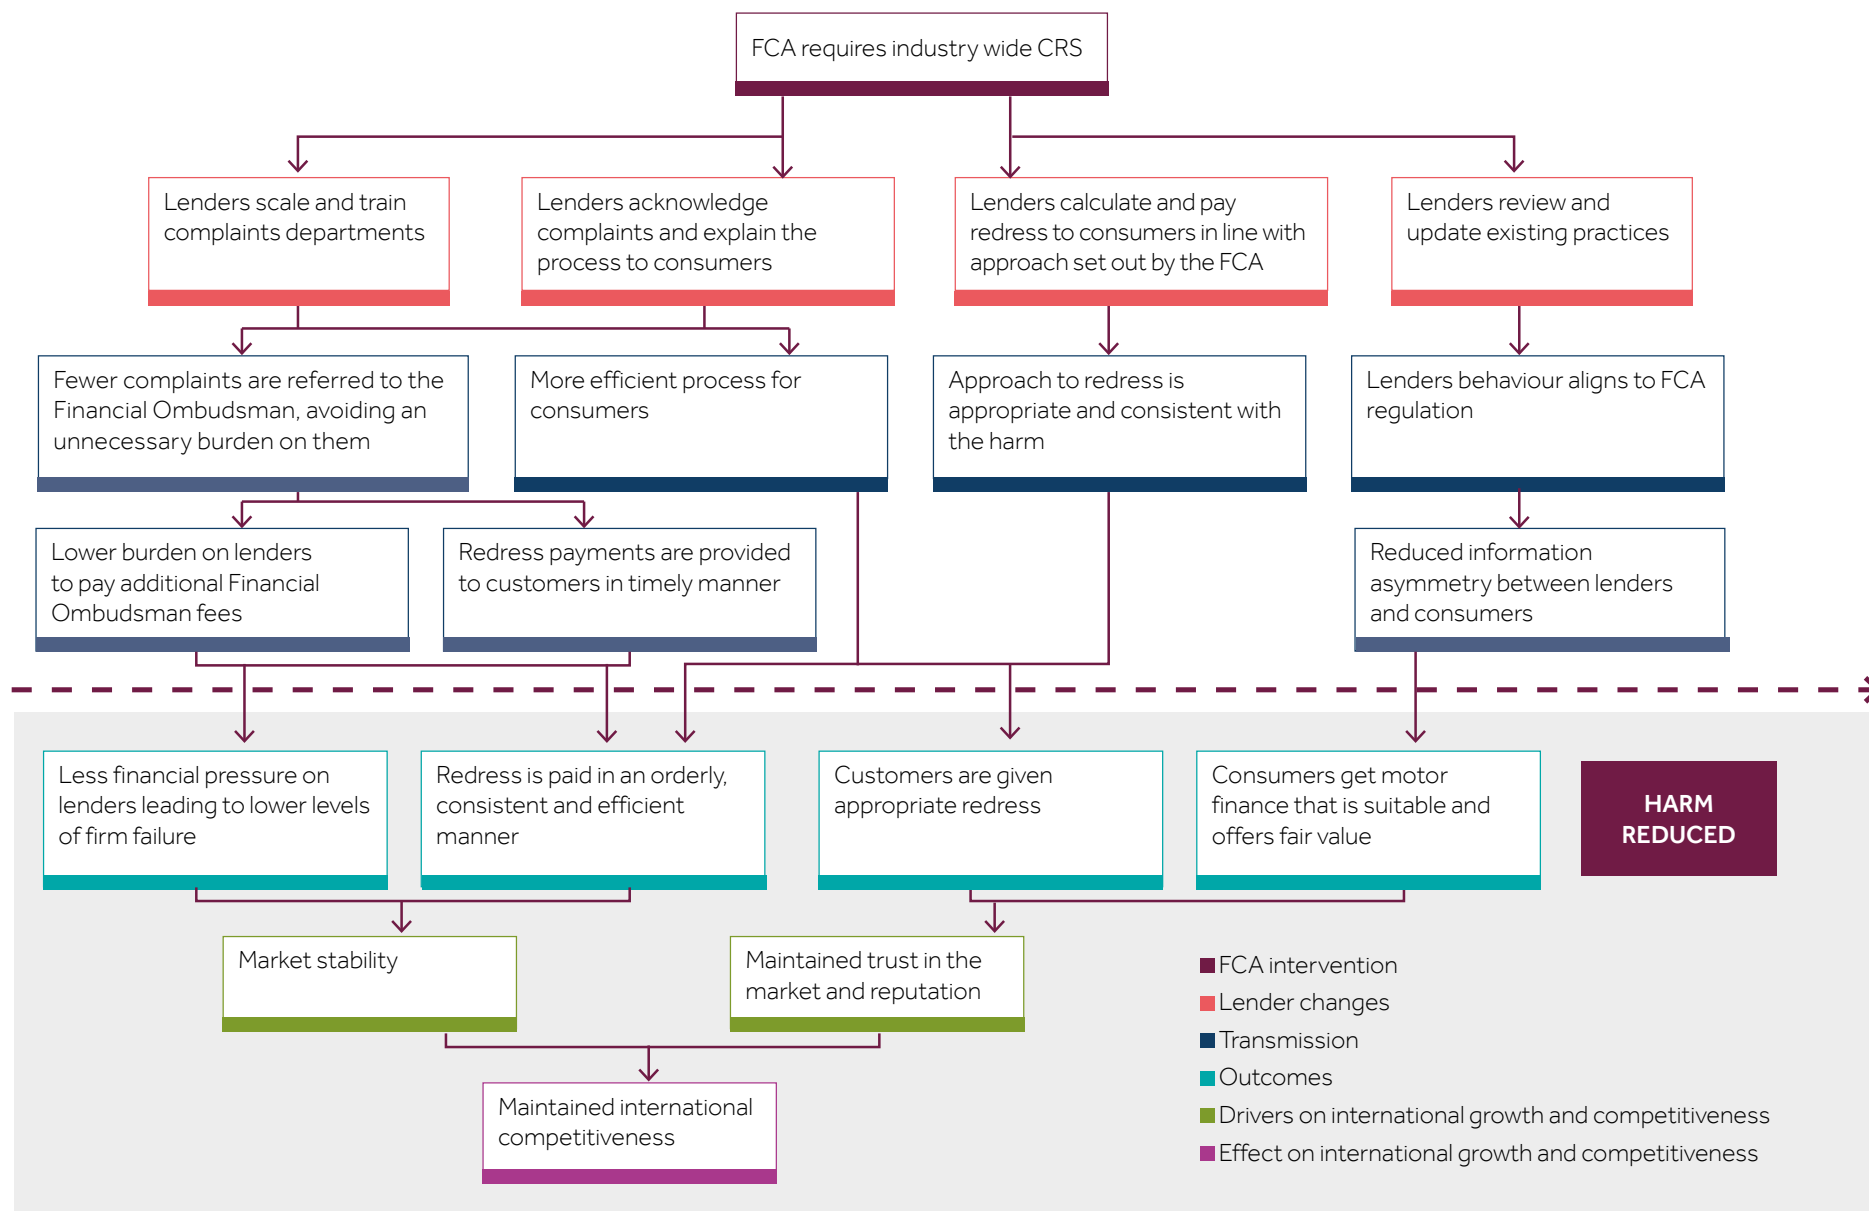 FCA requires industry wide CRS
Lenders scale and train
complaints departments
Lenders acknowledge
complaints and explain the
process to consumers
Lenders calculate and pay
redress to consumers in line with
approach set out by the FCA
Lenders review and
update existing practices
Fewer complaints are referred to the
Financial Ombudsman, avoiding an
unnecessary burden on them
More efficient process for
consumers
Approach to redress is
appropriate and consistent with
the harm
Lenders behaviour aligns to FCA
regulation
Lower burden on lenders
to pay additional Financial
Ombudsman fees
Redress payments are provided
to customers in timely manner
Reduced information
asymmetry between lenders
and consumers
Less financial pressure on
lenders leading to lower levels
of firm failure
Redress is paid in an orderly,
consistent and efficient
manner
Customers are given
appropriate redress
Consumers get motor
finance that is suitable and
offers fair value
HARM
REDUCED
Market stability
Maintained trust in the
market and reputation
Maintained international
competitiveness
FCA intervention
Lender changes
Transmission
Outcomes
Drivers on international growth and competitiveness
Effect on international growth and competitiveness